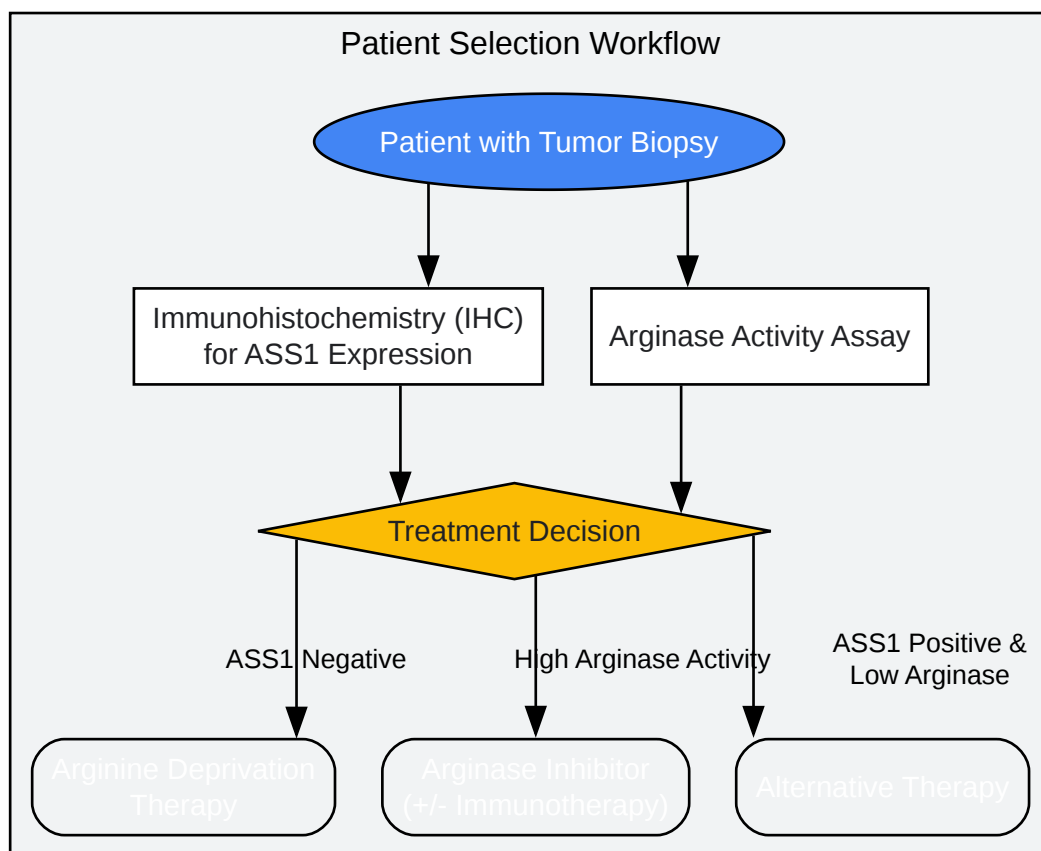 Patient Selection Workflow
Patient with Tumor Biopsy
Immunohistochemistry (IHC)
for ASS1 Expression
Arginase Activity Assay
Treatment Decision
ASS1 Negative
High Arginase Activity
ASS1 Positive &
Low Arginase
Arginine Deprivation
Therapy
Arginase Inhibitor
(+/- Immunotherapy)
Alternative Therapy